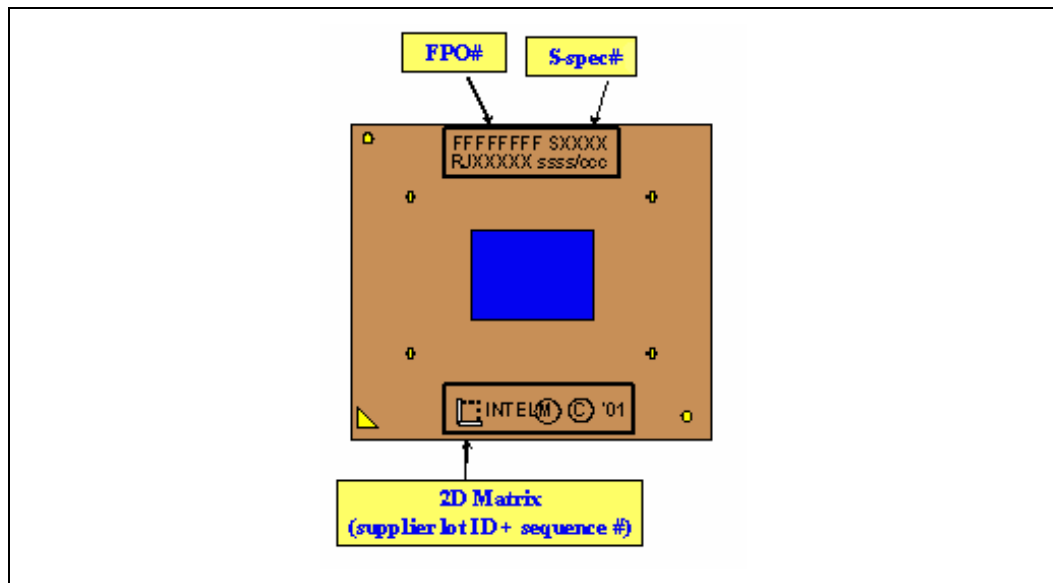 FPO#
S-spec#
FFFFFFFF SXXXX
RJXXXXX ssss/ccc
INTEL M C '01
2D Matrix
(supplier lot ID + sequence #)